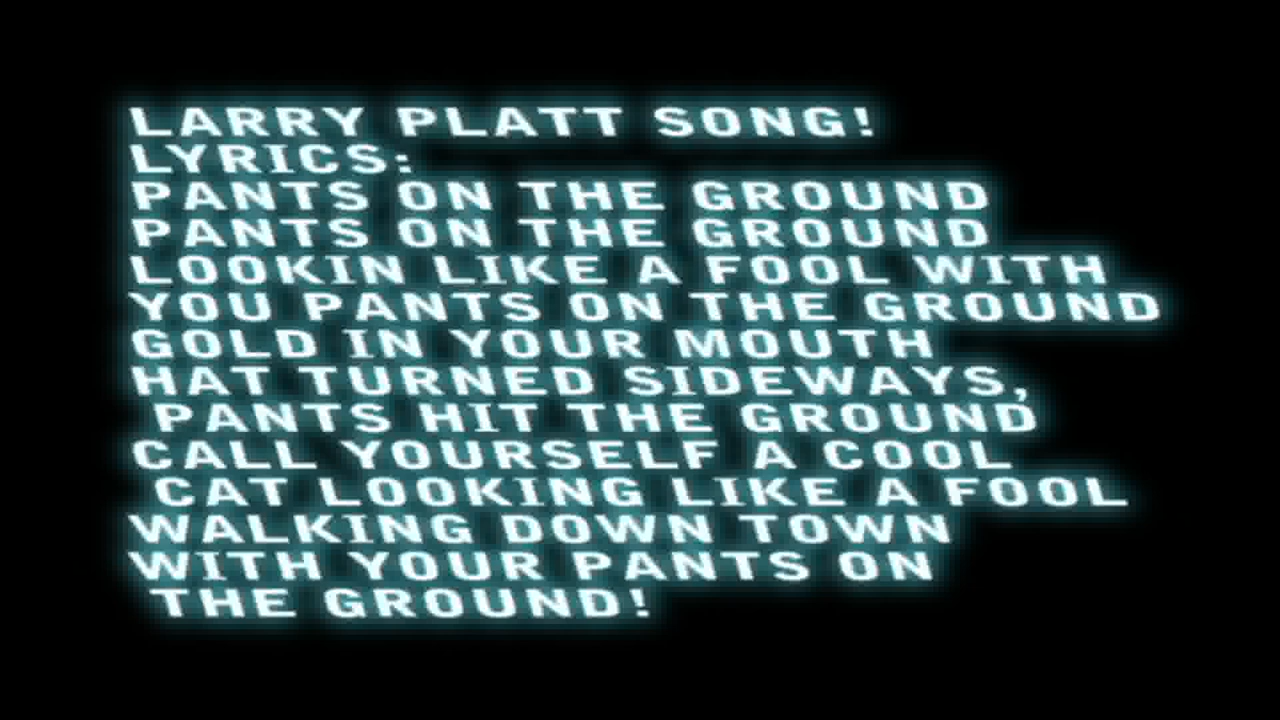 LARRY PLATT SONG!
LYRICS:
PANTS ON THE GROUND
PANTS ON THE GROUND
LOOKIN LIKE A FOOL WITH
YOU PANTS ON THE GROUND
GOLD IN YOUR MOUTH
HAT TURNED SIDEWAYS,
PANTS HIT THE GROUND
CALL YOURSELF A COOL
CAT LOOKING LIKE A FOOL
WALKING DOWN TOWN
WITH YOUR PANTS ON
THE GROUND!